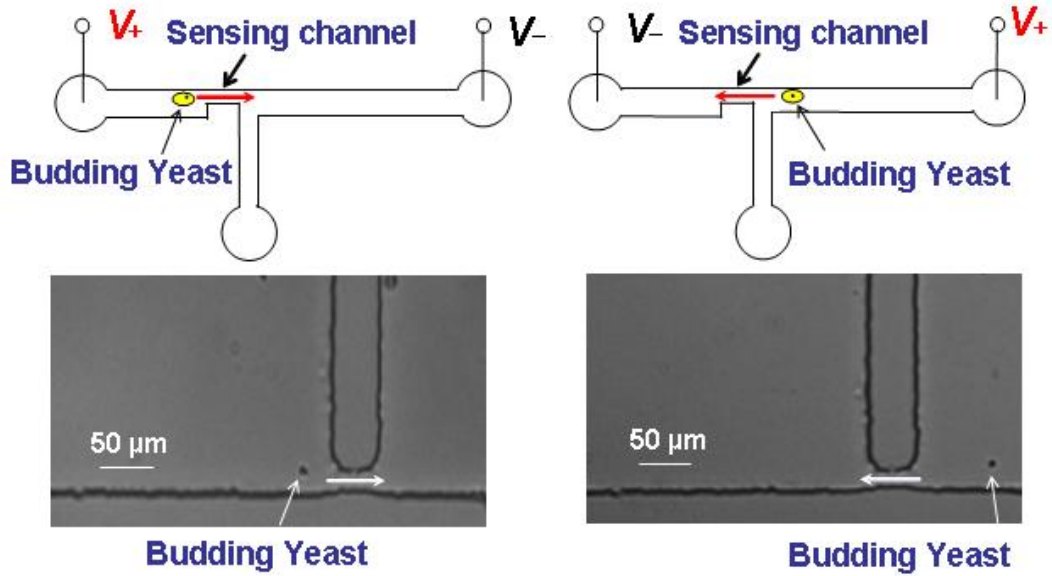 V+ Sensing channel V–
Budding Yeast
V– Sensing channel V+
Budding Yeast
50 µm
Budding Yeast
50 µm
Budding Yeast